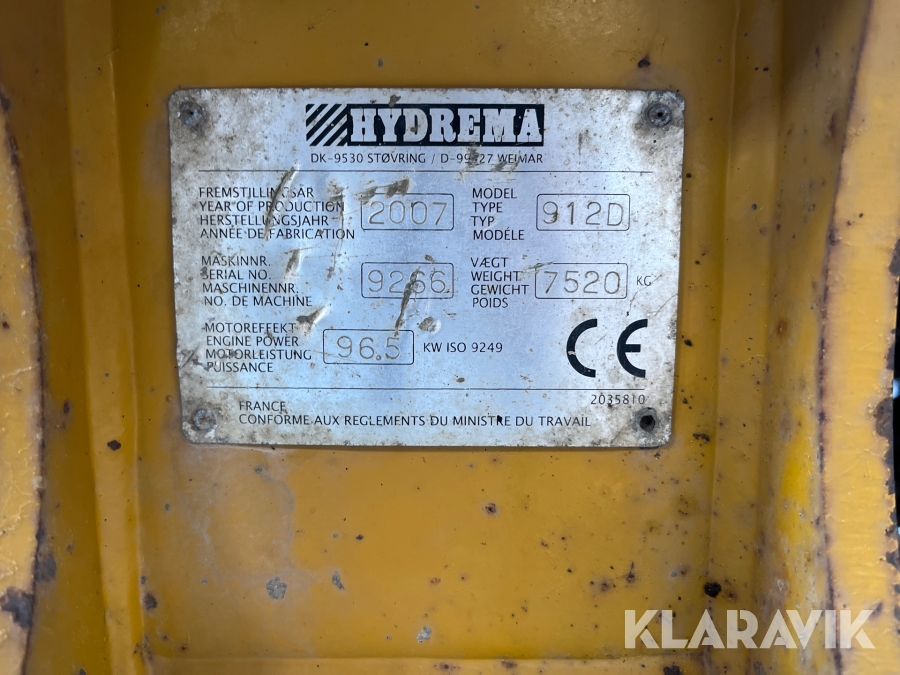 HYDREMA
DK-9530 STØVRING / D-99427 WEIMAR
FREMSTILLINGSÅR
YEAR OF PRODUCTION
HERSTELLUNGSJAHR
ANNÉE DE FABRICATION
2007
MODEL
TYPE
TYP
MODÉLE
912D
MASKINNR.
SERIAL NO.
MASCHINENNR.
NO. DE MACHINE
9266
VÆGT
WEIGHT
GEWICHT
POIDS
7520 KG
MOTOREFFEKT
ENGINE POWER
MOTORLEISTUNG
PUISSANCE
96.5 KW ISO 9249
CE
2035810
FRANCE
CONFORME AUX REGLEMENTS DU MINISTRE DU TRAVAIL
KLARAVIK